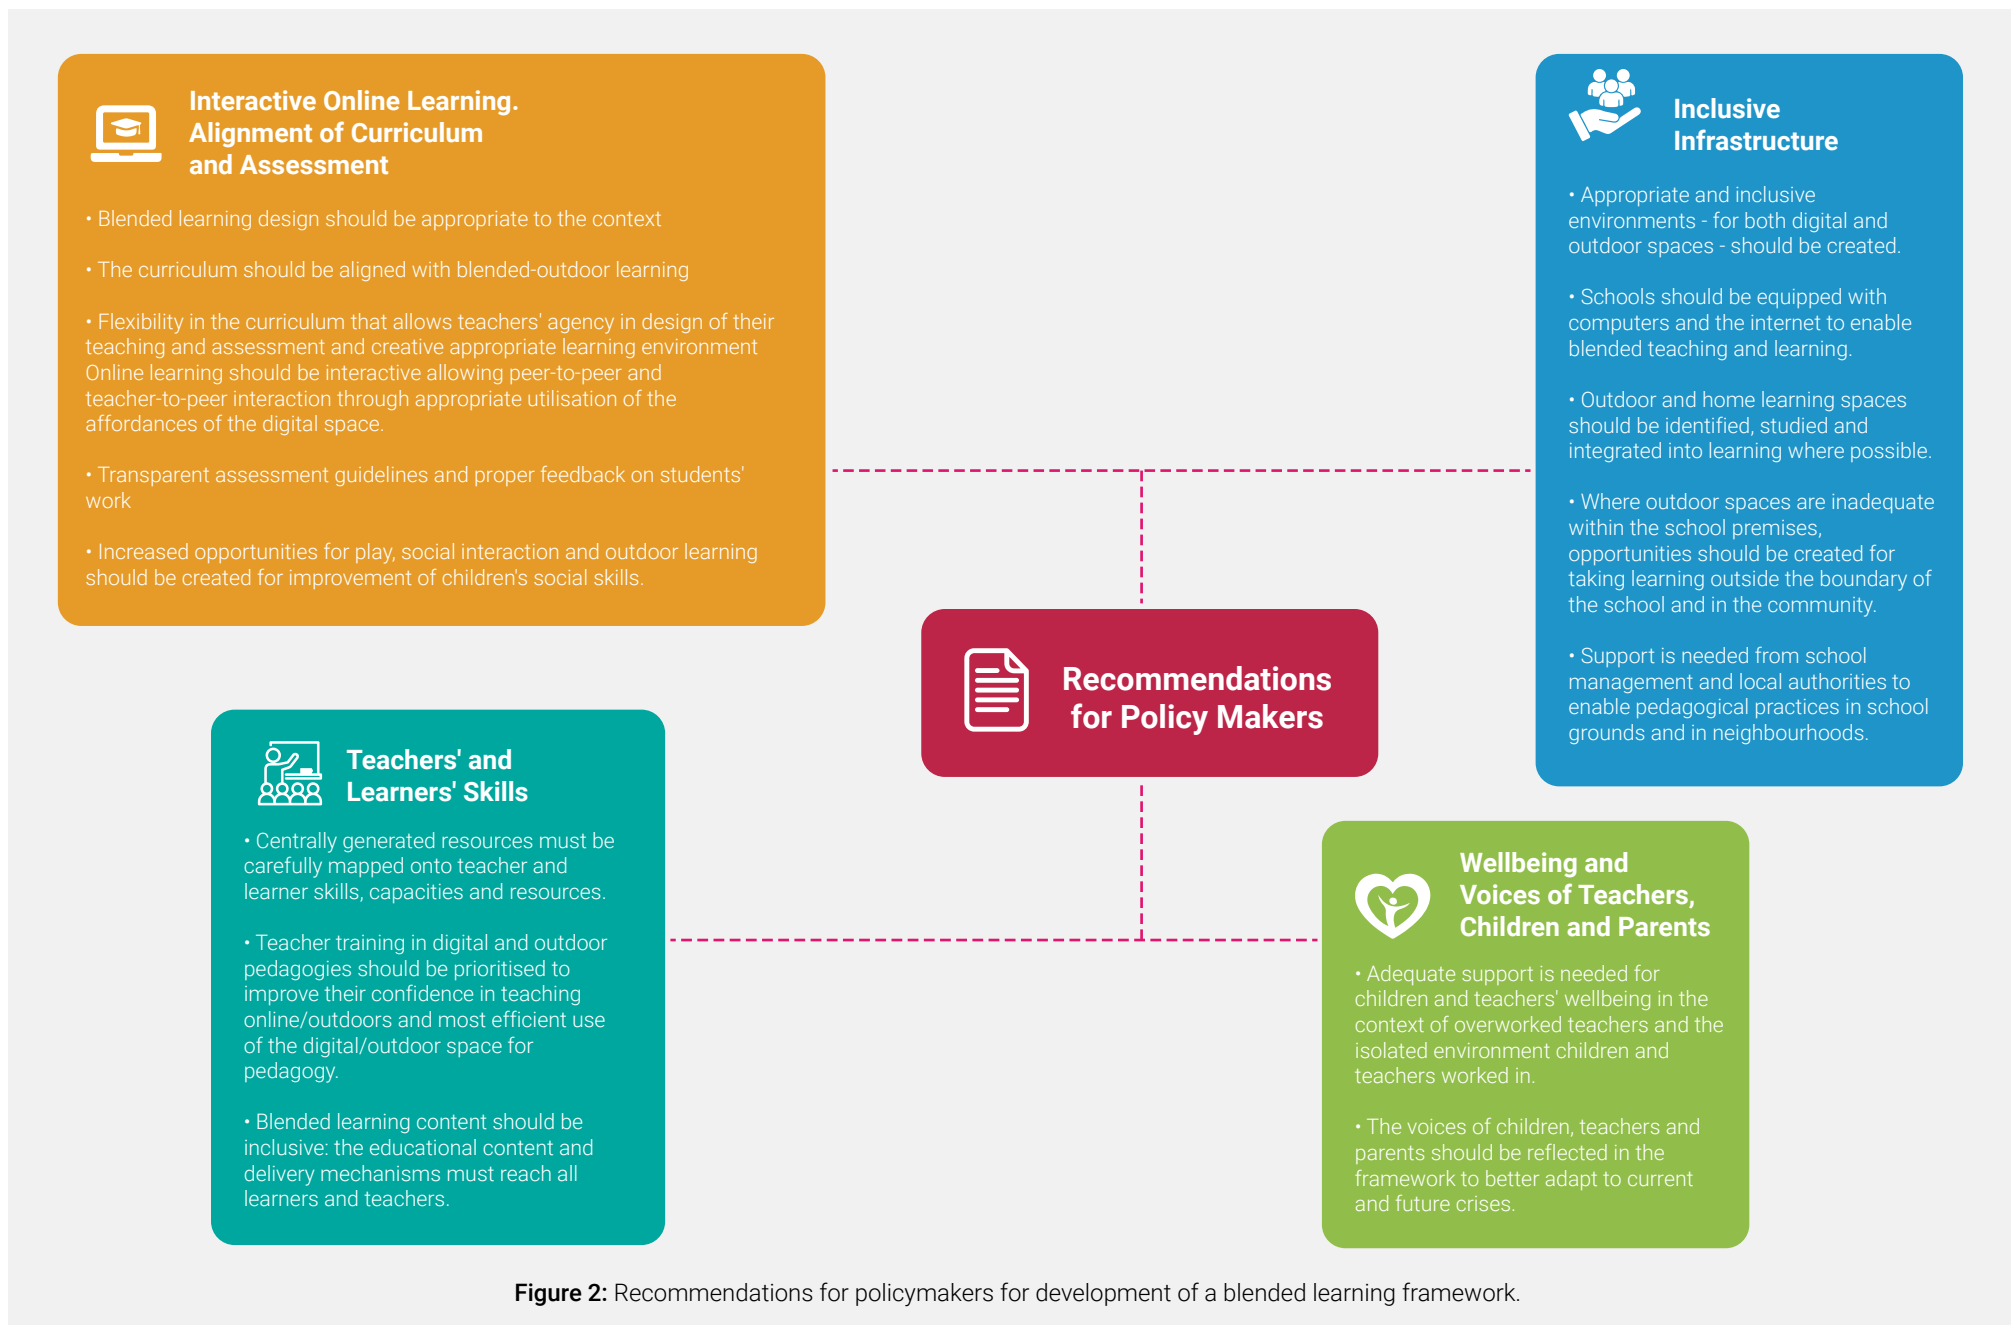 Interactive Online Learning.
Alignment of Curriculum
and Assessment
• Blended learning design should be appropriate to the context
• The curriculum should be aligned with blended-outdoor learning
• Flexibility in the curriculum that allows teachers' agency in design of their
teaching and assessment and creative appropriate learning environment
Online learning should be interactive allowing peer-to-peer and
teacher-to-peer interaction through appropriate utilisation of the
affordances of the digital space.
• Transparent assessment guidelines and proper feedback on students'
work
• Increased opportunities for play, social interaction and outdoor learning
should be created for improvement of children's social skills.
Inclusive
Infrastructure
• Appropriate and inclusive
environments - for both digital and
outdoor spaces - should be created.
• Schools should be equipped with
computers and the internet to enable
blended teaching and learning.
• Outdoor and home learning spaces
should be identified, studied and
integrated into learning where possible.
• Where outdoor spaces are inadequate
within the school premises,
opportunities should be created for
taking learning outside the boundary of
the school and in the community.
• Support is needed from school
management and local authorities to
enable pedagogical practices in school
grounds and in neighbourhoods.
Recommendations
for Policy Makers
Teachers' and
Learners' Skills
• Centrally generated resources must be
carefully mapped onto teacher and
learner skills, capacities and resources.
• Teacher training in digital and outdoor
pedagogies should be prioritised to
improve their confidence in teaching
online/outdoors and most efficient use
of the digital/outdoor space for
pedagogy.
• Blended learning content should be
inclusive: the educational content and
delivery mechanisms must reach all
learners and teachers.
Wellbeing and
Voices of Teachers,
Children and Parents
• Adequate support is needed for
children and teachers' wellbeing in the
context of overworked teachers and the
isolated environment children and
teachers worked in.
• The voices of children, teachers and
parents should be reflected in the
framework to better adapt to current
and future crises.
Figure 2: Recommendations for policymakers for development of a blended learning framework.